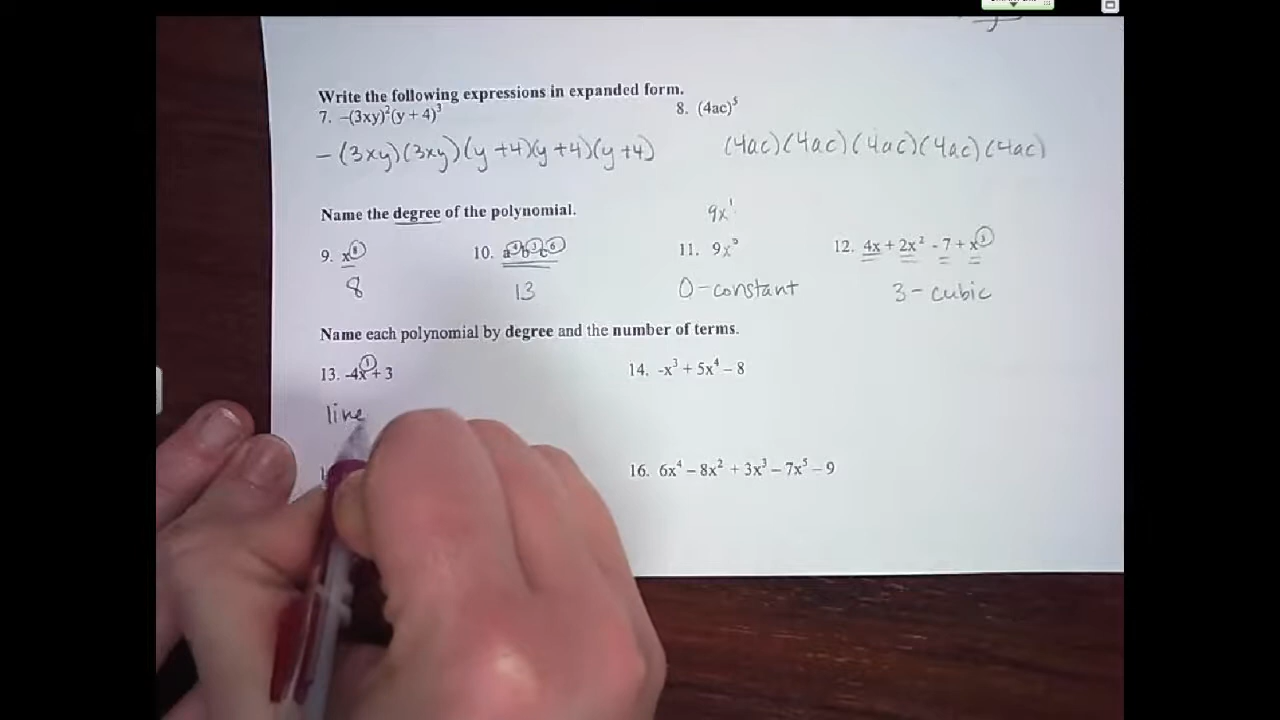 Write the following expressions in expanded form.
7. -(3xy)²(y + 4)³ 8. (4ac)⁵
- (3xy)(3xy)(y+4)(y+4)(y+4) (4ac)(4ac)(4ac)(4ac)(4ac)
Name the degree of the polynomial.
9x¹
9. x⁸ 10. a⁴b³c⁶ 11. 9x⁰ 12. 4x + 2x² - 7 + x³
8 13 0-constant 3-cubic
Name each polynomial by degree and the number of terms.
13. -4x¹ + 3 14. -x³ + 5x⁴ – 8
line
16. 6x⁴ – 8x² + 3x³ – 7x⁵ – 9